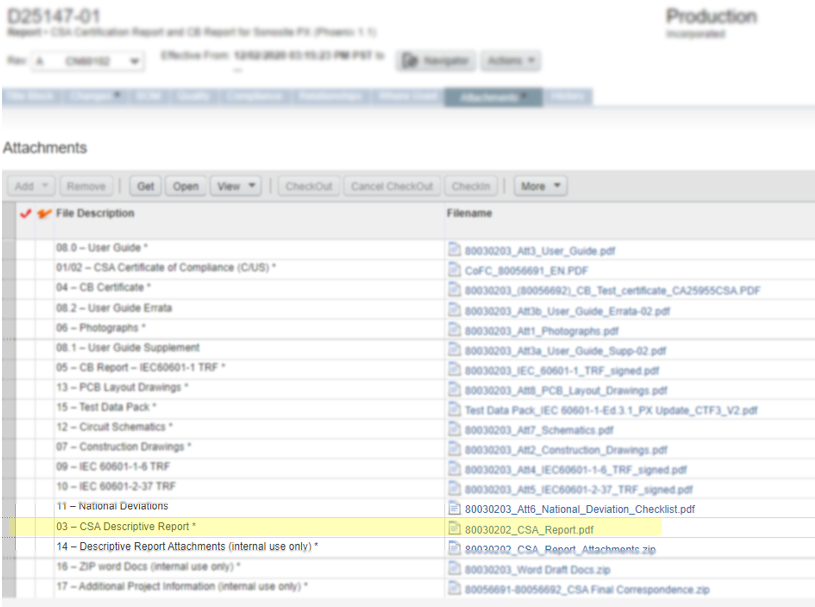 D25147-01
Production
Report • CSA Certification Report and CB Report for Sonosite PX (Phoenix 1.1)
Incorporated
Rev: A CN60102 Effective From: 12/02/2020 03:15:23 PM PST to
Navigator Actions
Title Block Changes BOM Quality Compliance Relationships Where Used Attachments History
Attachments
Add Remove Get Open View CheckOut Cancel CheckOut CheckIn More
File Description Filename
08.0 – User Guide * 80030203_Att3_User_Guide.pdf
01/02 – CSA Certificate of Compliance (C/US) * CoFC_80056691_EN.PDF
04 – CB Certificate * 80030203_(80056692)_CB_Test_certificate_CA25955CSA.PDF
08.2 – User Guide Errata 80030203_Att3b_User_Guide_Errata-02.pdf
06 – Photographs * 80030203_Att1_Photographs.pdf
08.1 – User Guide Supplement 80030203_Att3a_User_Guide_Supp-02.pdf
05 – CB Report – IEC60601-1 TRF * 80030203_IEC_60601-1_TRF_signed.pdf
13 – PCB Layout Drawings * 80030203_Att8_PCB_Layout_Drawings.pdf
15 – Test Data Pack * Test Data Pack_IEC 60601-1-Ed.3.1_PX Update_CTF3_V2.pdf
12 – Circuit Schematics * 80030203_Att7_Schematics.pdf
07 – Construction Drawings * 80030203_Att2_Construction_Drawings.pdf
09 – IEC 60601-1-6 TRF 80030203_Att4_IEC60601-1-6_TRF_signed.pdf
10 – IEC 60601-2-37 TRF 80030203_Att5_IEC60601-2-37_TRF_signed.pdf
11 – National Deviations 80030203_Att6_National_Deviation_Checklist.pdf
03 – CSA Descriptive Report * 80030202_CSA_Report.pdf
14 – Descriptive Report Attachments (internal use only) * 80030202_CSA_Report_Attachments.zip
16 – ZIP word Docs (internal use only) * 80030203_Word Draft Docs.zip
17 – Additional Project Information (internal use only) * 80056691-80056692_CSA Final Correspondence.zip